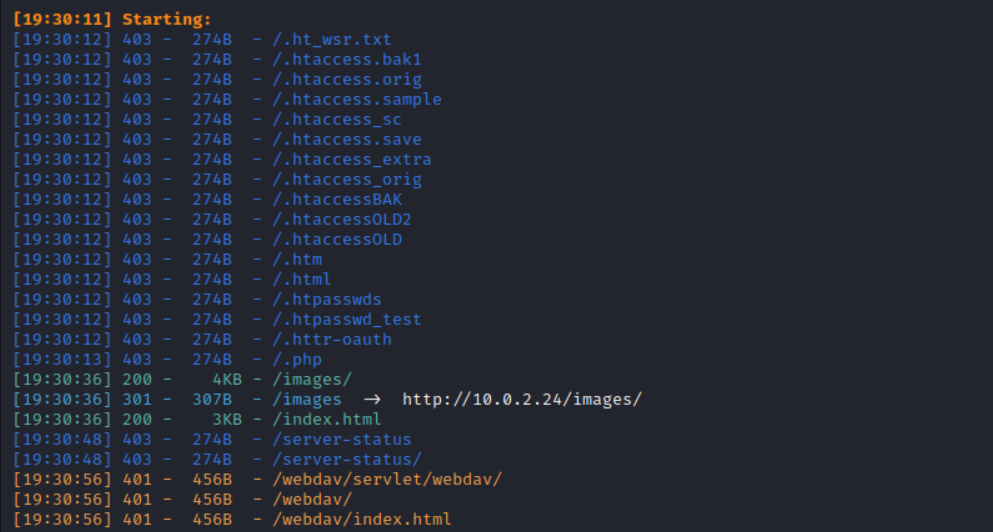 [19:30:11] Starting:
[19:30:12] 403 -  274B  - /.ht_wsr.txt
[19:30:12] 403 -  274B  - /.htaccess.bak1
[19:30:12] 403 -  274B  - /.htaccess.orig
[19:30:12] 403 -  274B  - /.htaccess.sample
[19:30:12] 403 -  274B  - /.htaccess_sc
[19:30:12] 403 -  274B  - /.htaccess.save
[19:30:12] 403 -  274B  - /.htaccess_extra
[19:30:12] 403 -  274B  - /.htaccess_orig
[19:30:12] 403 -  274B  - /.htaccessBAK
[19:30:12] 403 -  274B  - /.htaccessOLD2
[19:30:12] 403 -  274B  - /.htaccessOLD
[19:30:12] 403 -  274B  - /.htm
[19:30:12] 403 -  274B  - /.html
[19:30:12] 403 -  274B  - /.htpasswds
[19:30:12] 403 -  274B  - /.htpasswd_test
[19:30:12] 403 -  274B  - /.httr-oauth
[19:30:13] 403 -  274B  - /.php
[19:30:36] 200 -    4KB - /images/
[19:30:36] 301 -  307B  - /images  →  http://10.0.2.24/images/
[19:30:36] 200 -    3KB - /index.html
[19:30:48] 403 -  274B  - /server-status
[19:30:48] 403 -  274B  - /server-status/
[19:30:56] 401 -  456B  - /webdav/servlet/webdav/
[19:30:56] 401 -  456B  - /webdav/
[19:30:56] 401 -  456B  - /webdav/index.html